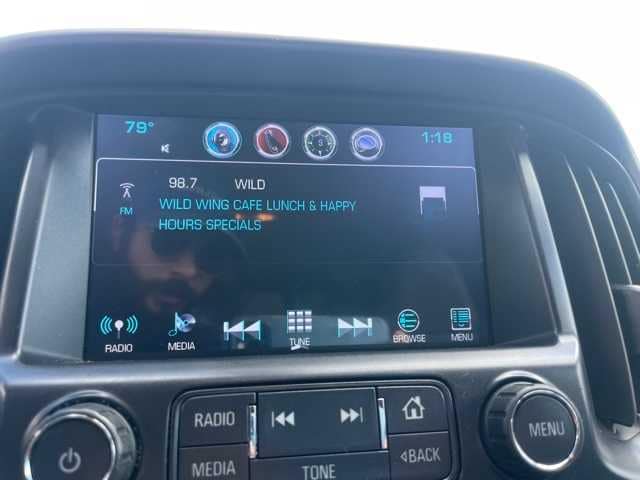 79° 1:18
S
98.7 WILD
FM
WILD WING CAFE LUNCH & HAPPY
HOURS SPECIALS
RADIO MEDIA TUNE BROWSE MENU
RADIO
MENU
MEDIA TONE BACK